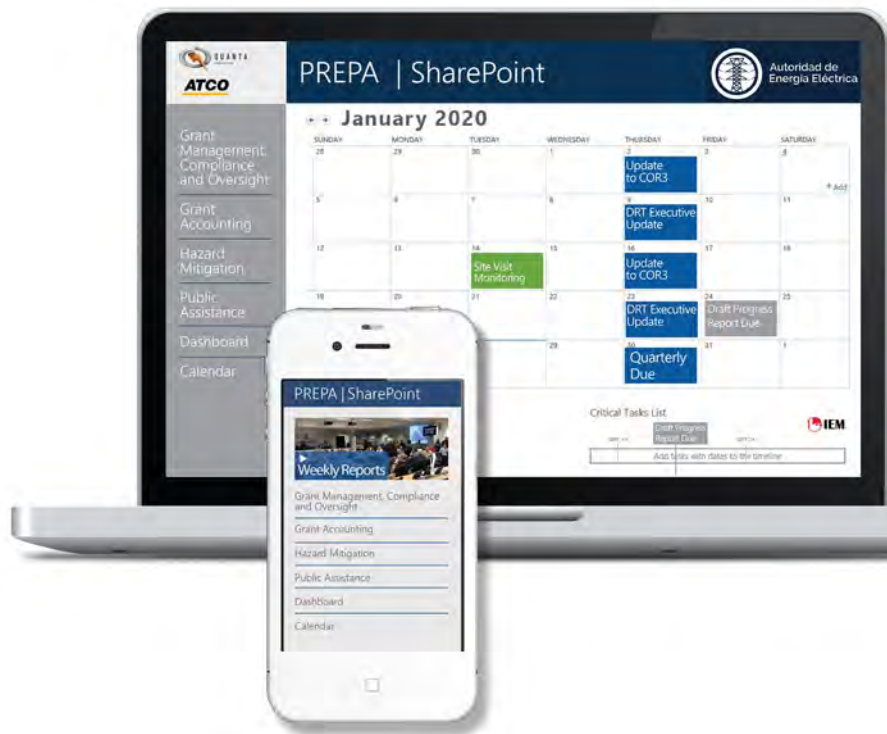 QUANTA
ATCO
PREPA | SharePoint
Autoridad de
Energía Eléctrica
Grant
Management,
Compliance
and Oversight
Grant
Accounting
Hazard
Mitigation
Public
Assistance
Dashboard
Calendar
January 2020
SUNDAY MONDAY TUESDAY WEDNESDAY THURSDAY FRIDAY SATURDAY
28 29 30 1 2 3 4
Update
to COR3
+ Add
5 6 7 8 9 10 11
DRT Executive
Update
12 13 14 15 16 17 18
Site Visit
Monitoring
Update
to COR3
19 20 21 22 23 24 25
DRT Executive
Update
Draft Progress
Report Due
29 30 31 1
Quarterly
Due
Critical Tasks List
Draft Progress
Report Due
Add tasks with dates to the timeline
IEM
PREPA | SharePoint
Weekly Reports
Grant Management, Compliance
and Oversight
Grant Accounting
Hazard Mitigation
Public Assistance
Dashboard
Calendar